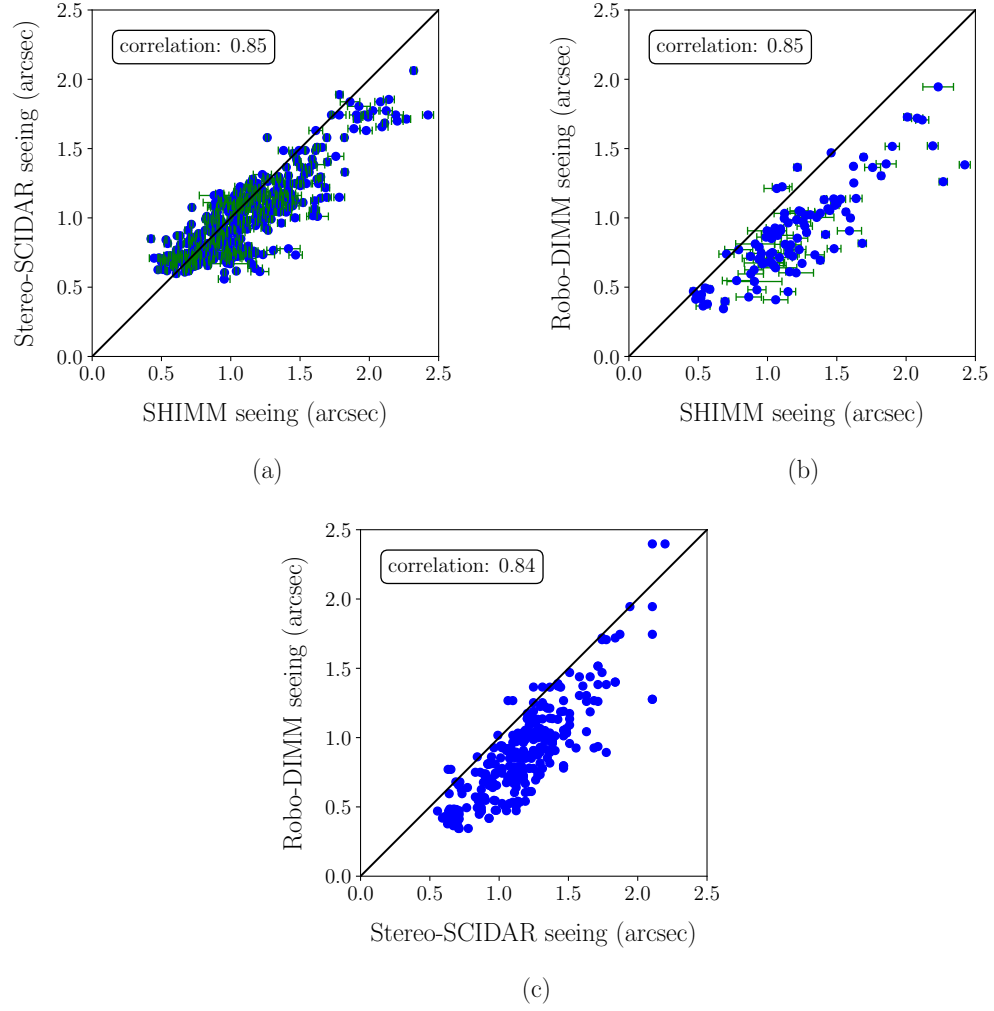 correlation: 0.85
Stereo-SCIDAR seeing (arcsec)
2.5
2.0
1.5
1.0
0.5
0.0
0.0 0.5 1.0 1.5 2.0 2.5
SHIMM seeing (arcsec)
(a)
correlation: 0.85
Robo-DIMM seeing (arcsec)
2.5
2.0
1.5
1.0
0.5
0.0
0.0 0.5 1.0 1.5 2.0 2.5
SHIMM seeing (arcsec)
(b)
correlation: 0.84
Robo-DIMM seeing (arcsec)
2.5
2.0
1.5
1.0
0.5
0.0
0.0 0.5 1.0 1.5 2.0 2.5
Stereo-SCIDAR seeing (arcsec)
(c)